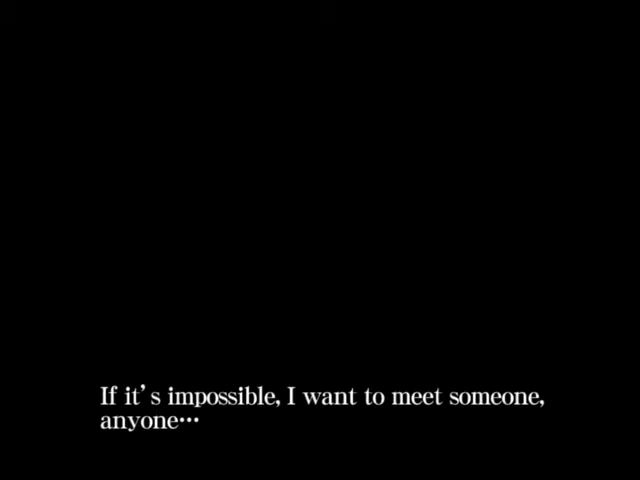 If it’s impossible, I want to meet someone,
anyone…